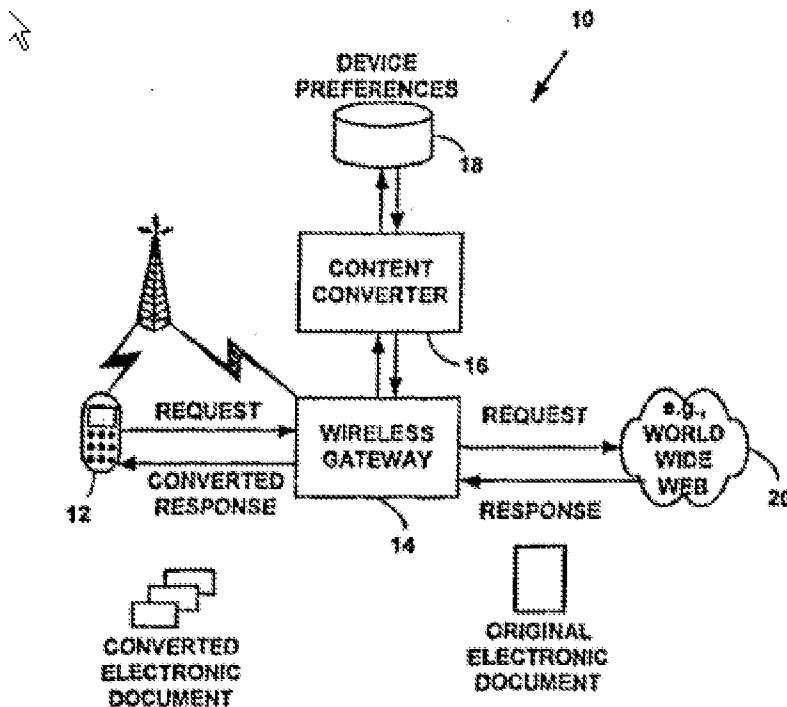 10
DEVICE
PREFERENCES
18
CONTENT
CONVERTER
16
REQUEST
WIRELESS
GATEWAY
REQUEST
e.g.,
WORLD
WIDE
WEB
CONVERTED
RESPONSE
12
14
RESPONSE
20
CONVERTED
ELECTRONIC
DOCUMENT
ORIGINAL
ELECTRONIC
DOCUMENT